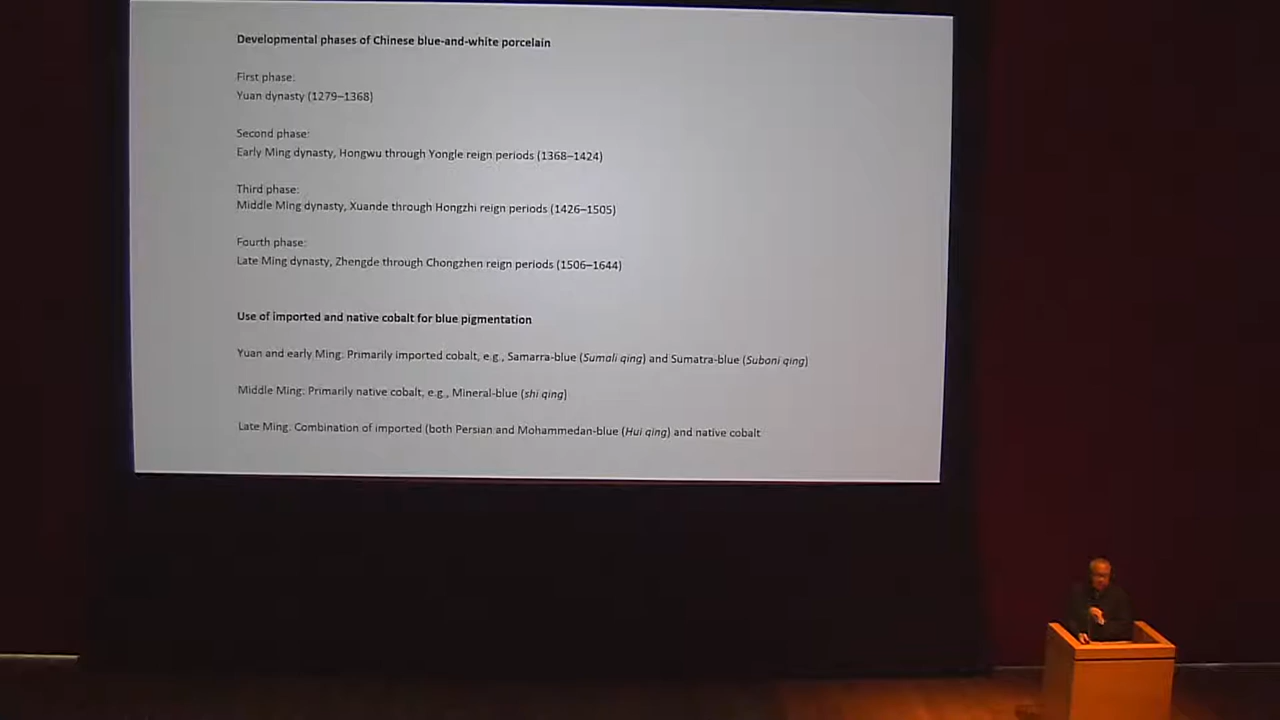 Developmental phases of Chinese blue-and-white porcelain
First phase:
Yuan dynasty (1279–1368)
Second phase:
Early Ming dynasty, Hongwu through Yongle reign periods (1368–1424)
Third phase:
Middle Ming dynasty, Xuande through Hongzhi reign periods (1426–1505)
Fourth phase:
Late Ming dynasty, Zhengde through Chongzhen reign periods (1506–1644)
Use of imported and native cobalt for blue pigmentation
Yuan and early Ming: Primarily imported cobalt, e.g., Samarra-blue (Sumali qing) and Sumatra-blue (Suboni qing)
Middle Ming: Primarily native cobalt, e.g., Mineral-blue (shi qing)
Late Ming: Combination of imported (both Persian and Mohammedan-blue (Hui qing) and native cobalt